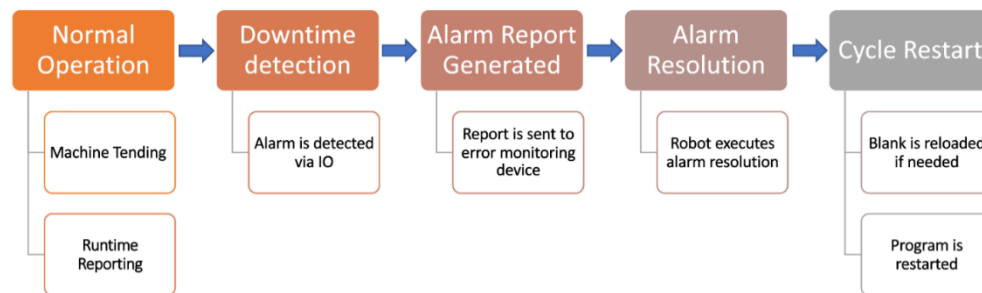 Normal
Operation
Downtime
detection
Alarm Report
Generated
Alarm
Resolution
Cycle Restart
Machine Tending
Runtime
Reporting
Alarm is detected
via IO
Report is sent to
error monitoring
device
Robot executes
alarm resolution
Blank is reloaded
if needed
Program is
restarted